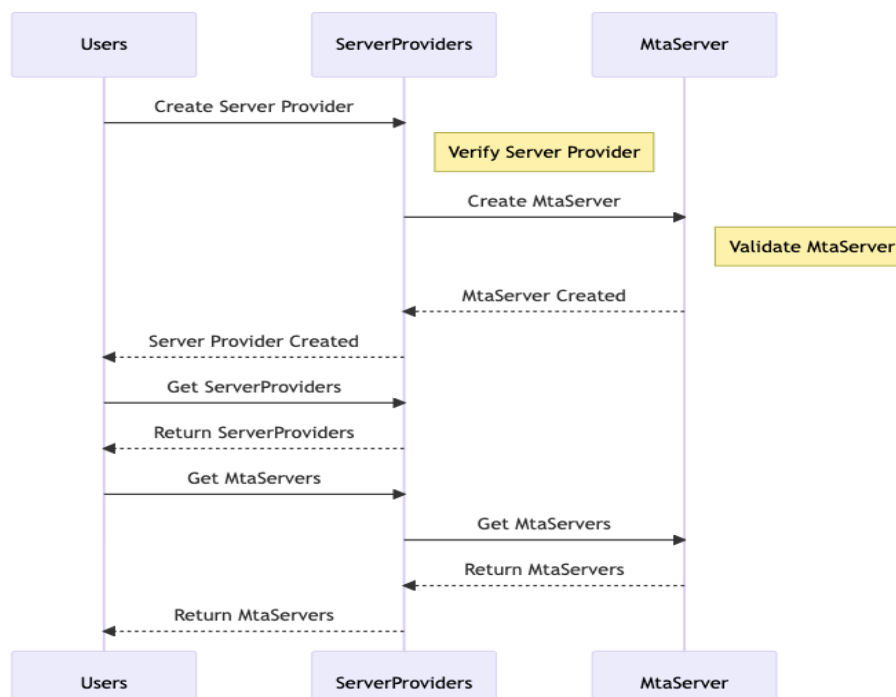 Users
ServerProviders
MtaServer
Create Server Provider
Verify Server Provider
Create MtaServer
Validate MtaServer
MtaServer Created
Server Provider Created
Get ServerProviders
Return ServerProviders
Get MtaServers
Get MtaServers
Return MtaServers
Return MtaServers
Users
ServerProviders
MtaServer